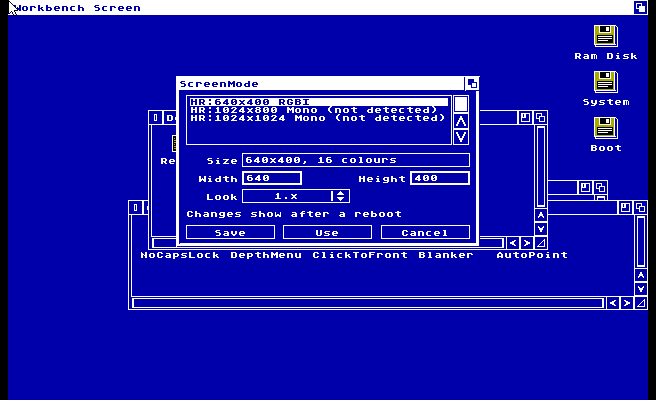 Workbench Screen
Ram Disk
ScreenMode
HR:640x400 RGBI
HR:1024x800 Mono (not detected)
HR:1024x1024 Mono (not detected)
System
Boot
Size 640x400, 16 colours
Width 640 Height 400
Look 1.x
Changes show after a reboot
Save Use Cancel
NoCapsLock DepthMenu ClickToFront Blanker AutoPoint